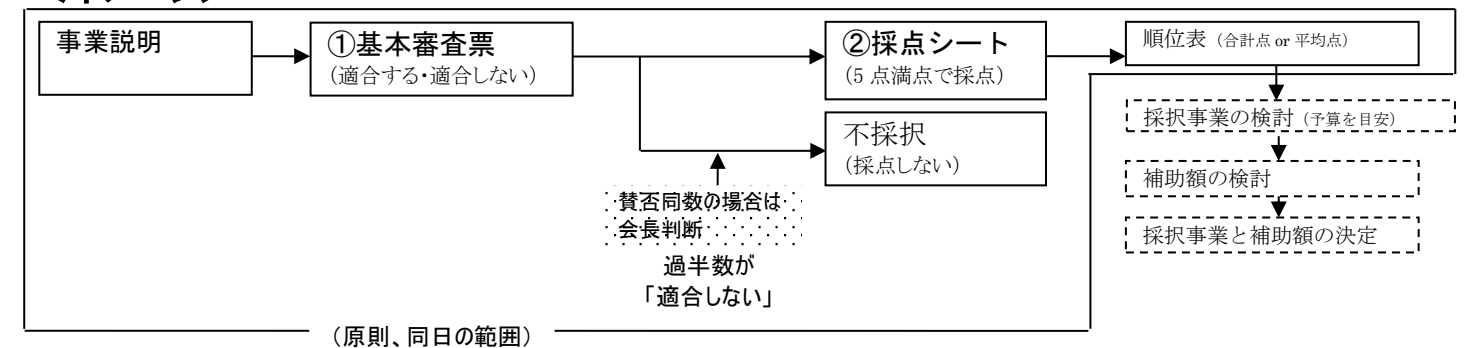 事業説明
①基本審査票
(適合する・適合しない)
②採点シート
(5 点満点で採点)
順位表 (合計点 or 平均点)
採択事業の検討 (予算を目安)
不採択
(採点しない)
補助額の検討
賛否同数の場合は
会長判断
採択事業と補助額の決定
過半数が
「適合しない」
(原則、同日の範囲)